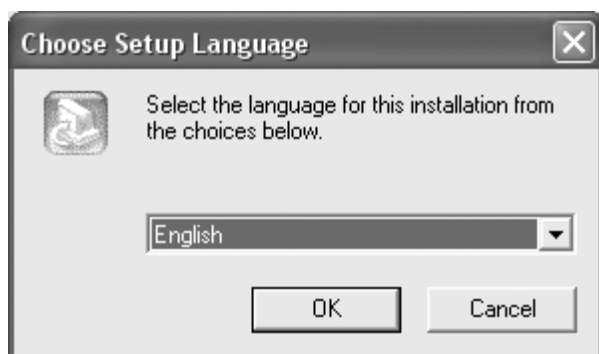 Choose Setup Language
Select the language for this installation from
the choices below.
English
OK
Cancel